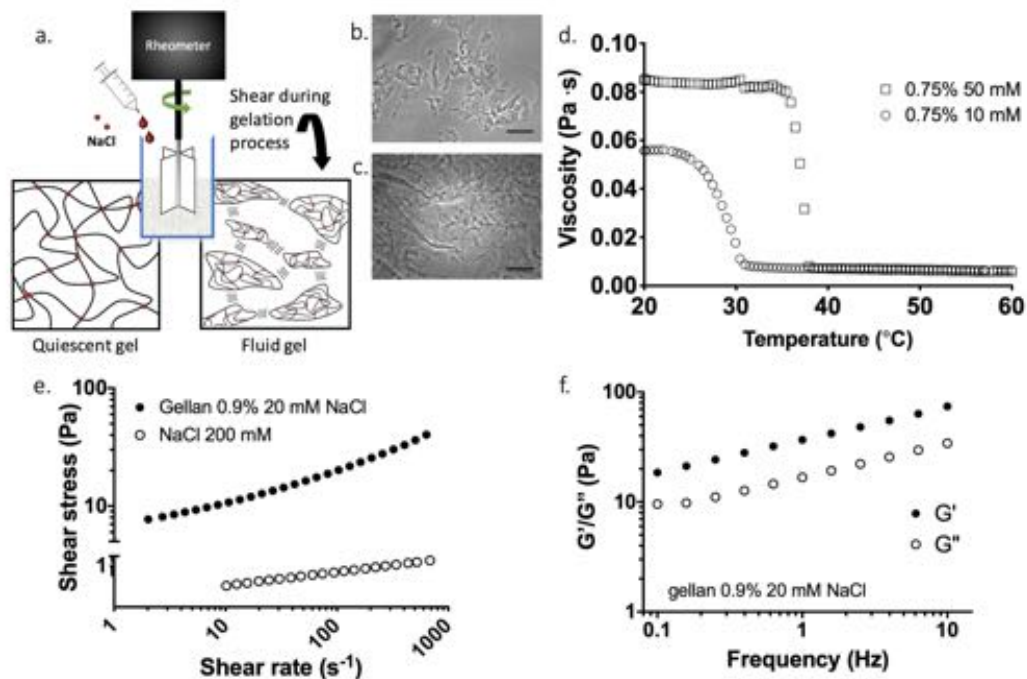 a.
Rheometer
NaCl
Shear during
gelation
process
Quiescent gel
Fluid gel
b.
c.
d.
Viscosity (Pa ·s)
0.10
0.08
0.06
0.04
0.02
0.00
0.75% 50 mM
0.75% 10 mM
20 30 40 50 60
Temperature (°C)
e.
Shear stress (Pa)
100
10
1
Gellan 0.9% 20 mM NaCl
NaCl 200 mM
1 10 100 1000
Shear rate (s⁻¹)
f.
G'/G'' (Pa)
100
10
1
G'
G''
gellan 0.9% 20 mM NaCl
0.1 1 10
Frequency (Hz)